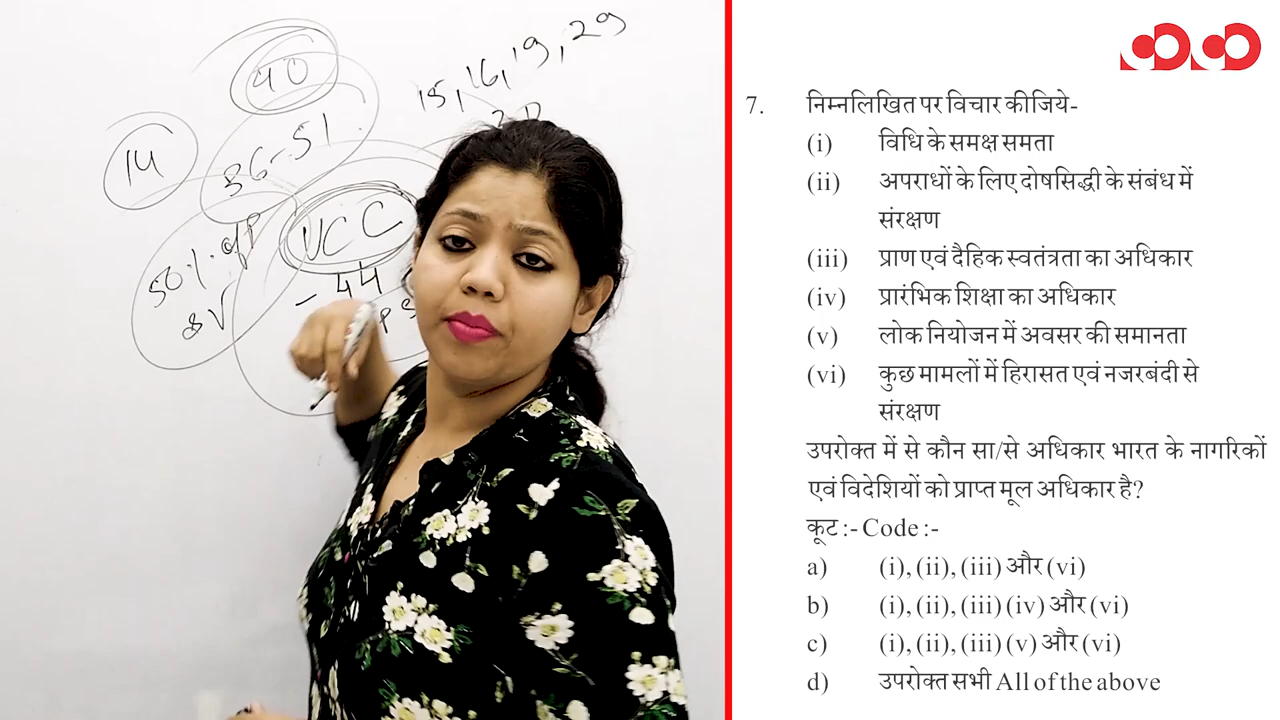 40
15, 16, 19, 29
14
36-51
UCC
50%
- 44
7. निम्नलिखित पर विचार कीजिये-
(i) विधि के समक्ष समता
(ii) अपराधों के लिए दोषसिद्धी के संबंध में
संरक्षण
(iii) प्राण एवं दैहिक स्वतंत्रता का अधिकार
(iv) प्रारंभिक शिक्षा का अधिकार
(v) लोक नियोजन में अवसर की समानता
(vi) कुछ मामलों में हिरासत एवं नजरबंदी से
संरक्षण
उपरोक्त में से कौन सा/से अधिकार भारत के नागरिकों
एवं विदेशियों को प्राप्त मूल अधिकार है?
कूट :- Code :-
a) (i), (ii), (iii) और (vi)
b) (i), (ii), (iii) (iv) और (vi)
c) (i), (ii), (iii) (v) और (vi)
d) उपरोक्त सभी All of the above